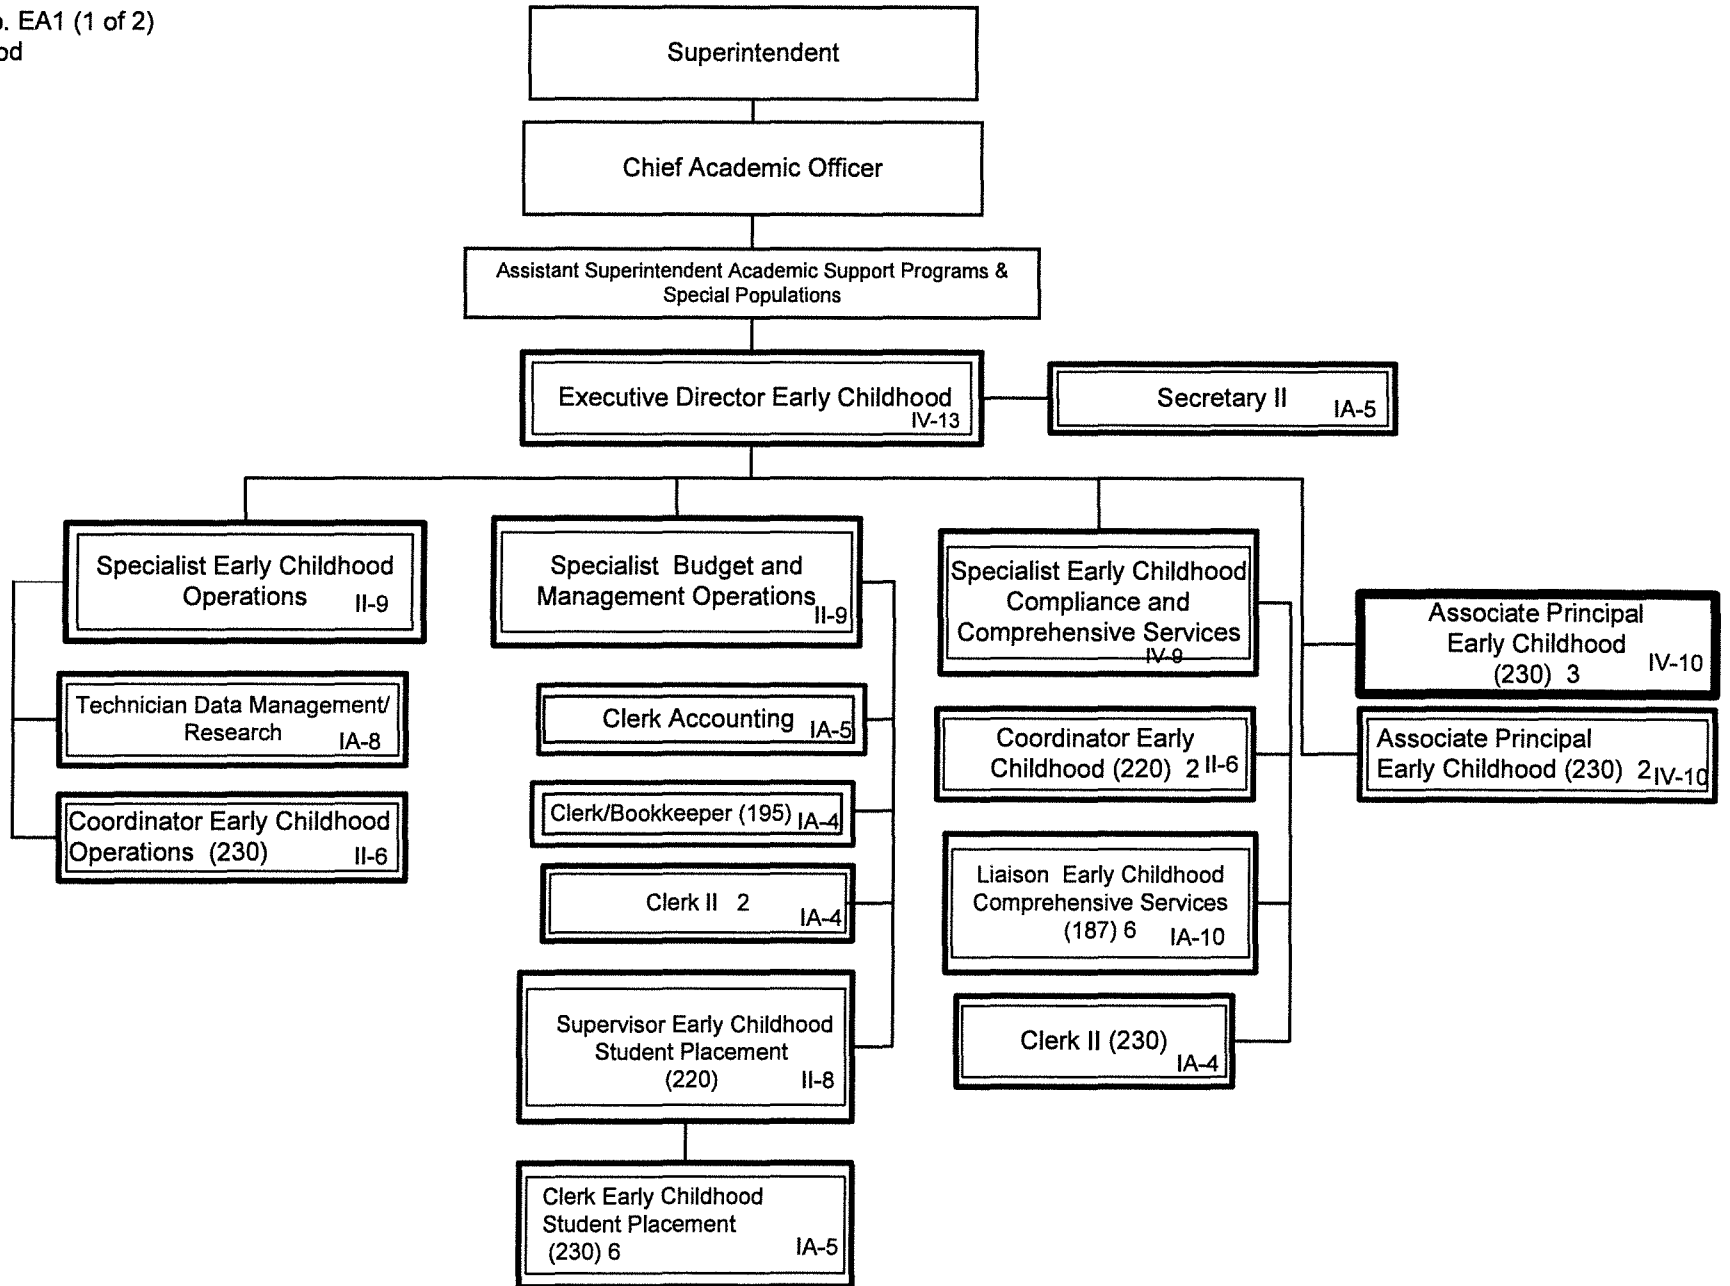 EA1 (1 of 2)
Superintendent
Chief Academic Officer
Assistant Superintendent Academic Support Programs &
Special Populations
Executive Director Early Childhood
IV-13
Secretary II
IA-5
Specialist Early Childhood
Operations II-9
Technician Data Management/
Research IA-8
Coordinator Early Childhood
Operations (230) II-6
Specialist Budget and
Management Operations
II-9
Clerk Accounting IA-5
Clerk/Bookkeeper (195) IA-4
Clerk II 2
IA-4
Supervisor Early Childhood
Student Placement
(220) II-8
Clerk Early Childhood
Student Placement
(230) 6 IA-5
Specialist Early Childhood
Compliance and
Comprehensive Services
IV-9
Coordinator Early
Childhood (220) 2 II-6
Liaison Early Childhood
Comprehensive Services
(187) 6 IA-10
Clerk II (230)
IA-4
Associate Principal
Early Childhood
(230) 3 IV-10
Associate Principal
Early Childhood (230) 2 IV-10